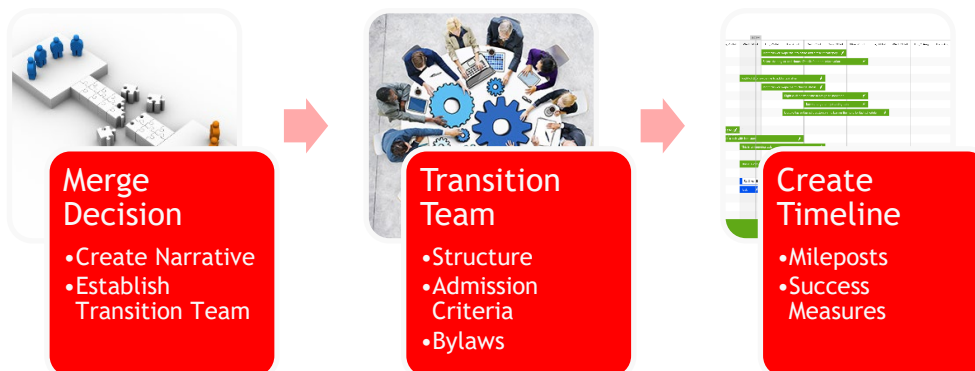 Merge
Decision
•Create Narrative
•Establish
Transition Team
Transition
Team
•Structure
•Admission
Criteria
•Bylaws
Create
Timeline
•Mileposts
•Success
Measures